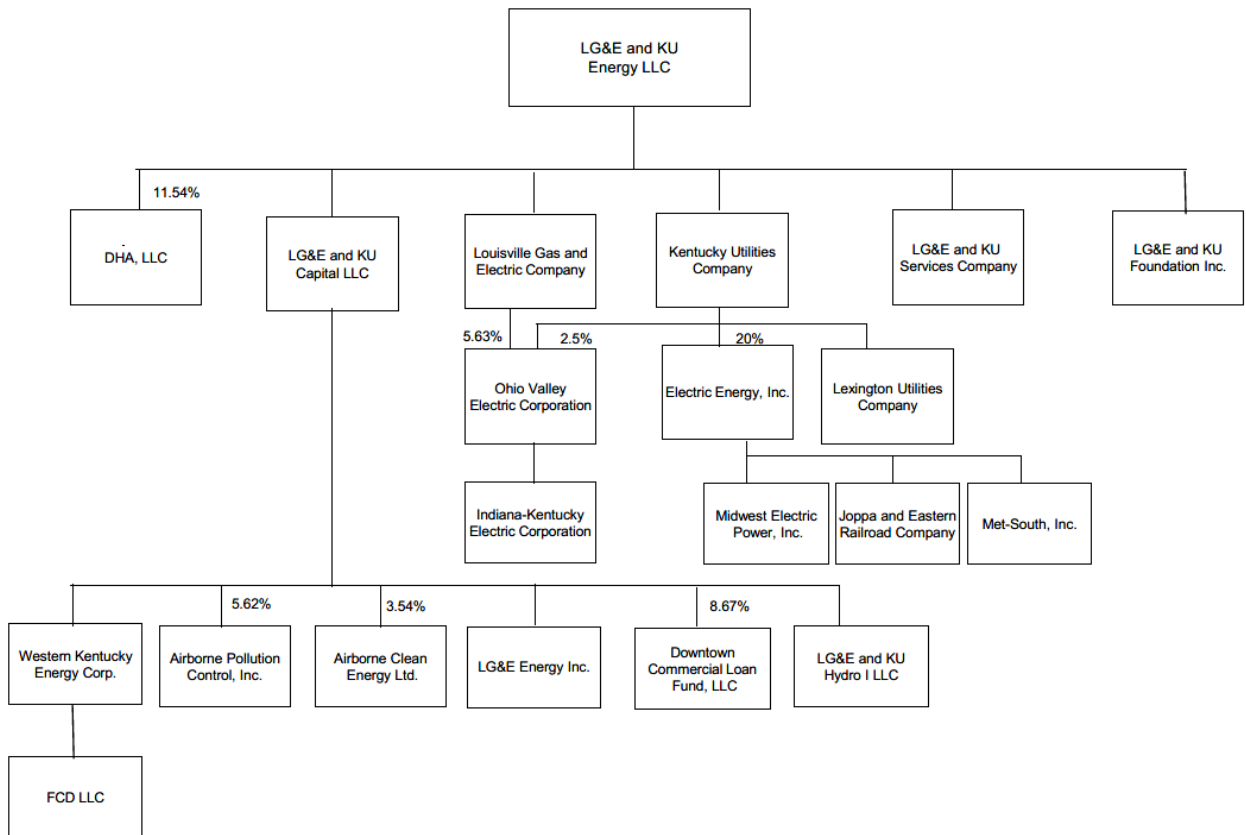 LG&E and KU
Energy LLC
11.54%
DHA, LLC
LG&E and KU
Capital LLC
Louisville Gas and
Electric Company
Kentucky Utilities
Company
LG&E and KU
Services Company
LG&E and KU
Foundation Inc.
5.63%
2.5%
20%
Ohio Valley
Electric Corporation
Electric Energy, Inc.
Lexington Utilities
Company
Indiana-Kentucky
Electric Corporation
Midwest Electric
Power, Inc.
Joppa and Eastern
Railroad Company
Met-South, Inc.
5.62%
3.54%
8.67%
Western Kentucky
Energy Corp.
Airborne Pollution
Control, Inc.
Airborne Clean
Energy Ltd.
LG&E Energy Inc.
Downtown
Commercial Loan
Fund, LLC
LG&E and KU
Hydro I LLC
FCD LLC